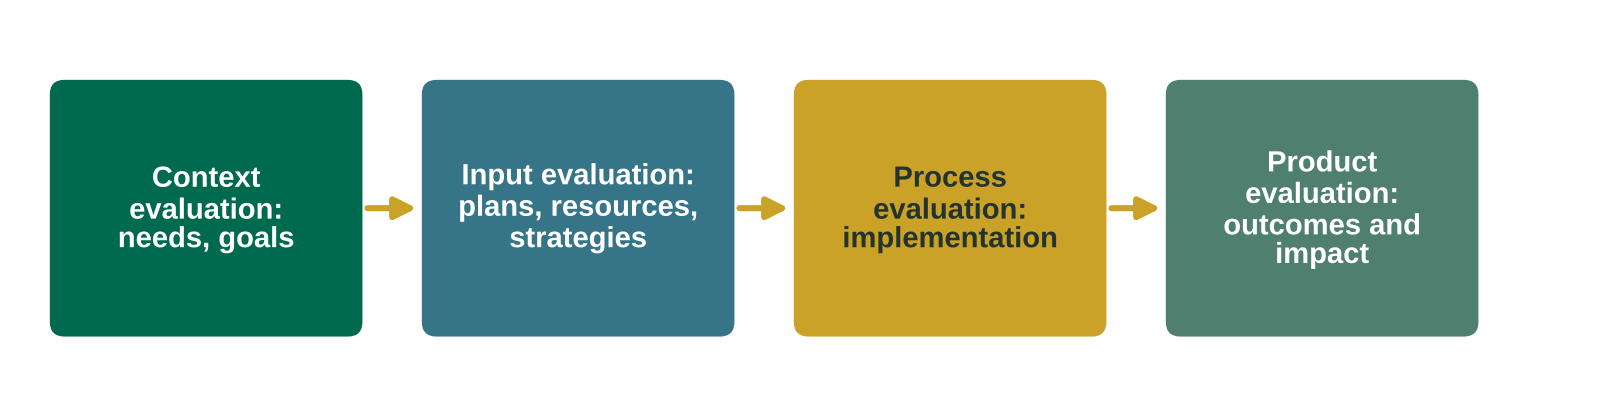 Context
evaluation:
needs, goals
Input evaluation:
plans, resources,
strategies
Process
evaluation:
implementation
Product
evaluation:
outcomes and
impact